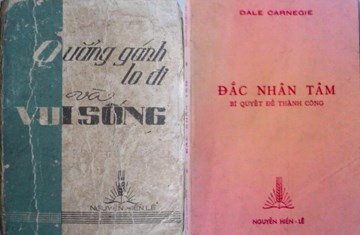 Quẳng gánh
lo đi
và
VUI SỐNG
NGUYỄN HIẾN LÊ
DALE CARNEGIE
ĐẮC NHÂN TÂM
BÍ QUYẾT ĐỂ THÀNH CÔNG
NGUYỄN HIẾN - LÊ